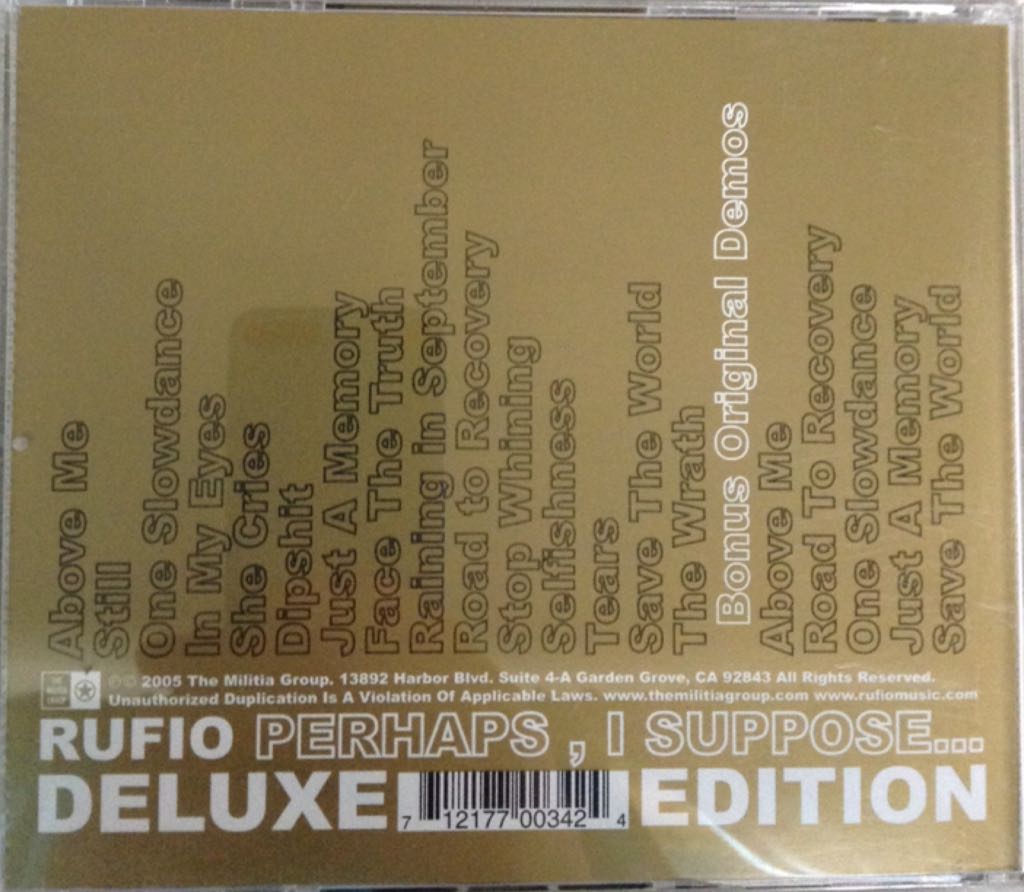 Above Me
Still
One Slowdance
In My Eyes
She Cries
Dipshit
Just A Memory
Face The Truth
Raining in September
Road to Recovery
Stop Whining
Selfishness
Tears
Save The World
The Wrath
Bonus Original Demos
Above Me
Road To Recovery
One Slowdance
Just A Memory
Save The World
THE
MILITIA
GROUP
℗© 2005 The Militia Group. 13892 Harbor Blvd. Suite 4-A Garden Grove, CA 92843 All Rights Reserved.
Unauthorized Duplication Is A Violation Of Applicable Laws. www.themilitiagroup.com www.rufiomusic.com
RUFIO PERHAPS , I SUPPOSE...
DELUXE EDITION
7 12177 00342 4